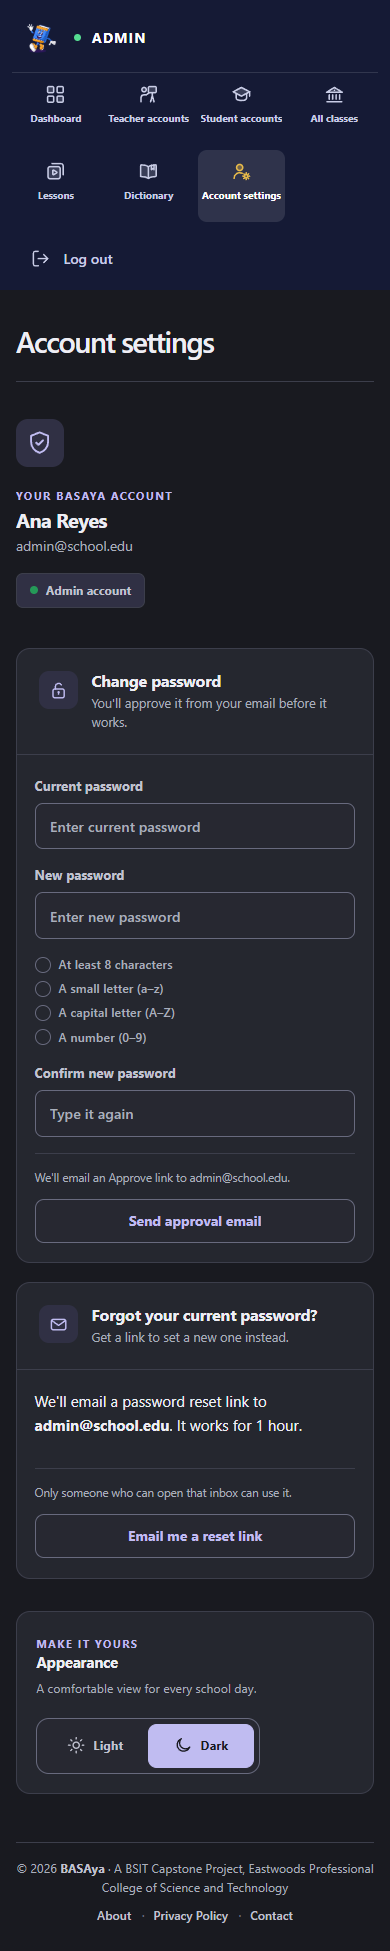 ADMIN
Dashboard
Teacher accounts
Student accounts
All classes
Lessons
Dictionary
Account settings
Log out
Account settings
YOUR BASAYA ACCOUNT
Ana Reyes
admin@school.edu
Admin account
Change password
You'll approve it from your email before it
works.
Current password
Enter current password
New password
Enter new password
At least 8 characters
A small letter (a–z)
A capital letter (A–Z)
A number (0–9)
Confirm new password
Type it again
We'll email an Approve link to admin@school.edu.
Send approval email
Forgot your current password?
Get a link to set a new one instead.
We'll email a password reset link to
admin@school.edu. It works for 1 hour.
Only someone who can open that inbox can use it.
Email me a reset link
MAKE IT YOURS
Appearance
A comfortable view for every school day.
Light
Dark
© 2026 BASAya · A BSIT Capstone Project, Eastwoods Professional
College of Science and Technology
About · Privacy Policy · Contact